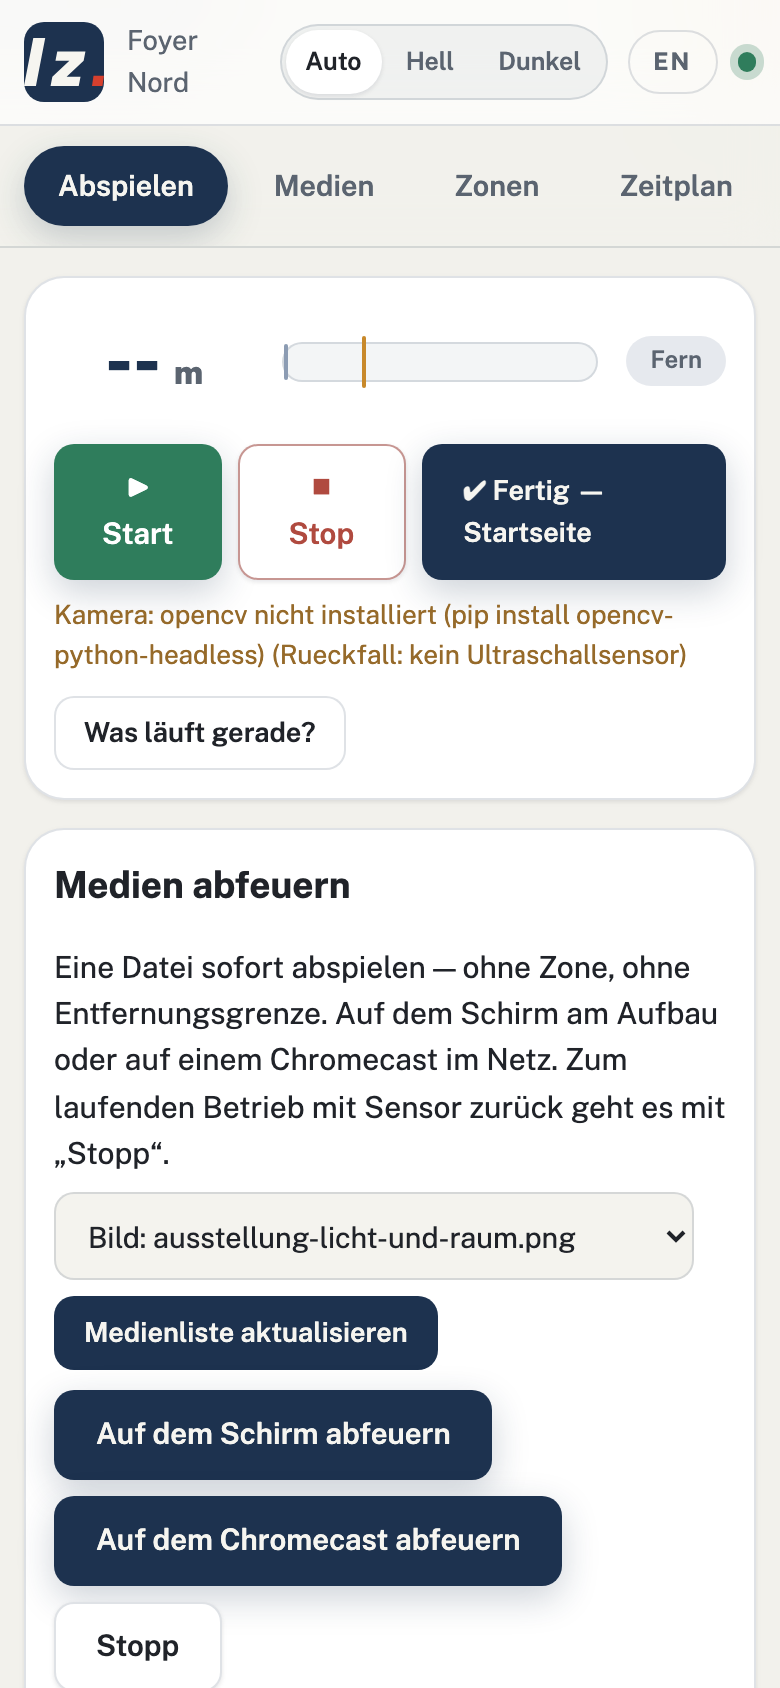 lz.
Foyer
Nord
Auto Hell Dunkel EN
Abspielen Medien Zonen Zeitplan
-- m
Fern
▶
Start
■
Stop
✔ Fertig —
Startseite
Kamera: opencv nicht installiert (pip install opencv-
python-headless) (Rueckfall: kein Ultraschallsensor)
Was läuft gerade?
Medien abfeuern
Eine Datei sofort abspielen — ohne Zone, ohne
Entfernungsgrenze. Auf dem Schirm am Aufbau
oder auf einem Chromecast im Netz. Zum
laufenden Betrieb mit Sensor zurück geht es mit
„Stopp“.
Bild: ausstellung-licht-und-raum.png
Medienliste aktualisieren
Auf dem Schirm abfeuern
Auf dem Chromecast abfeuern
Stopp